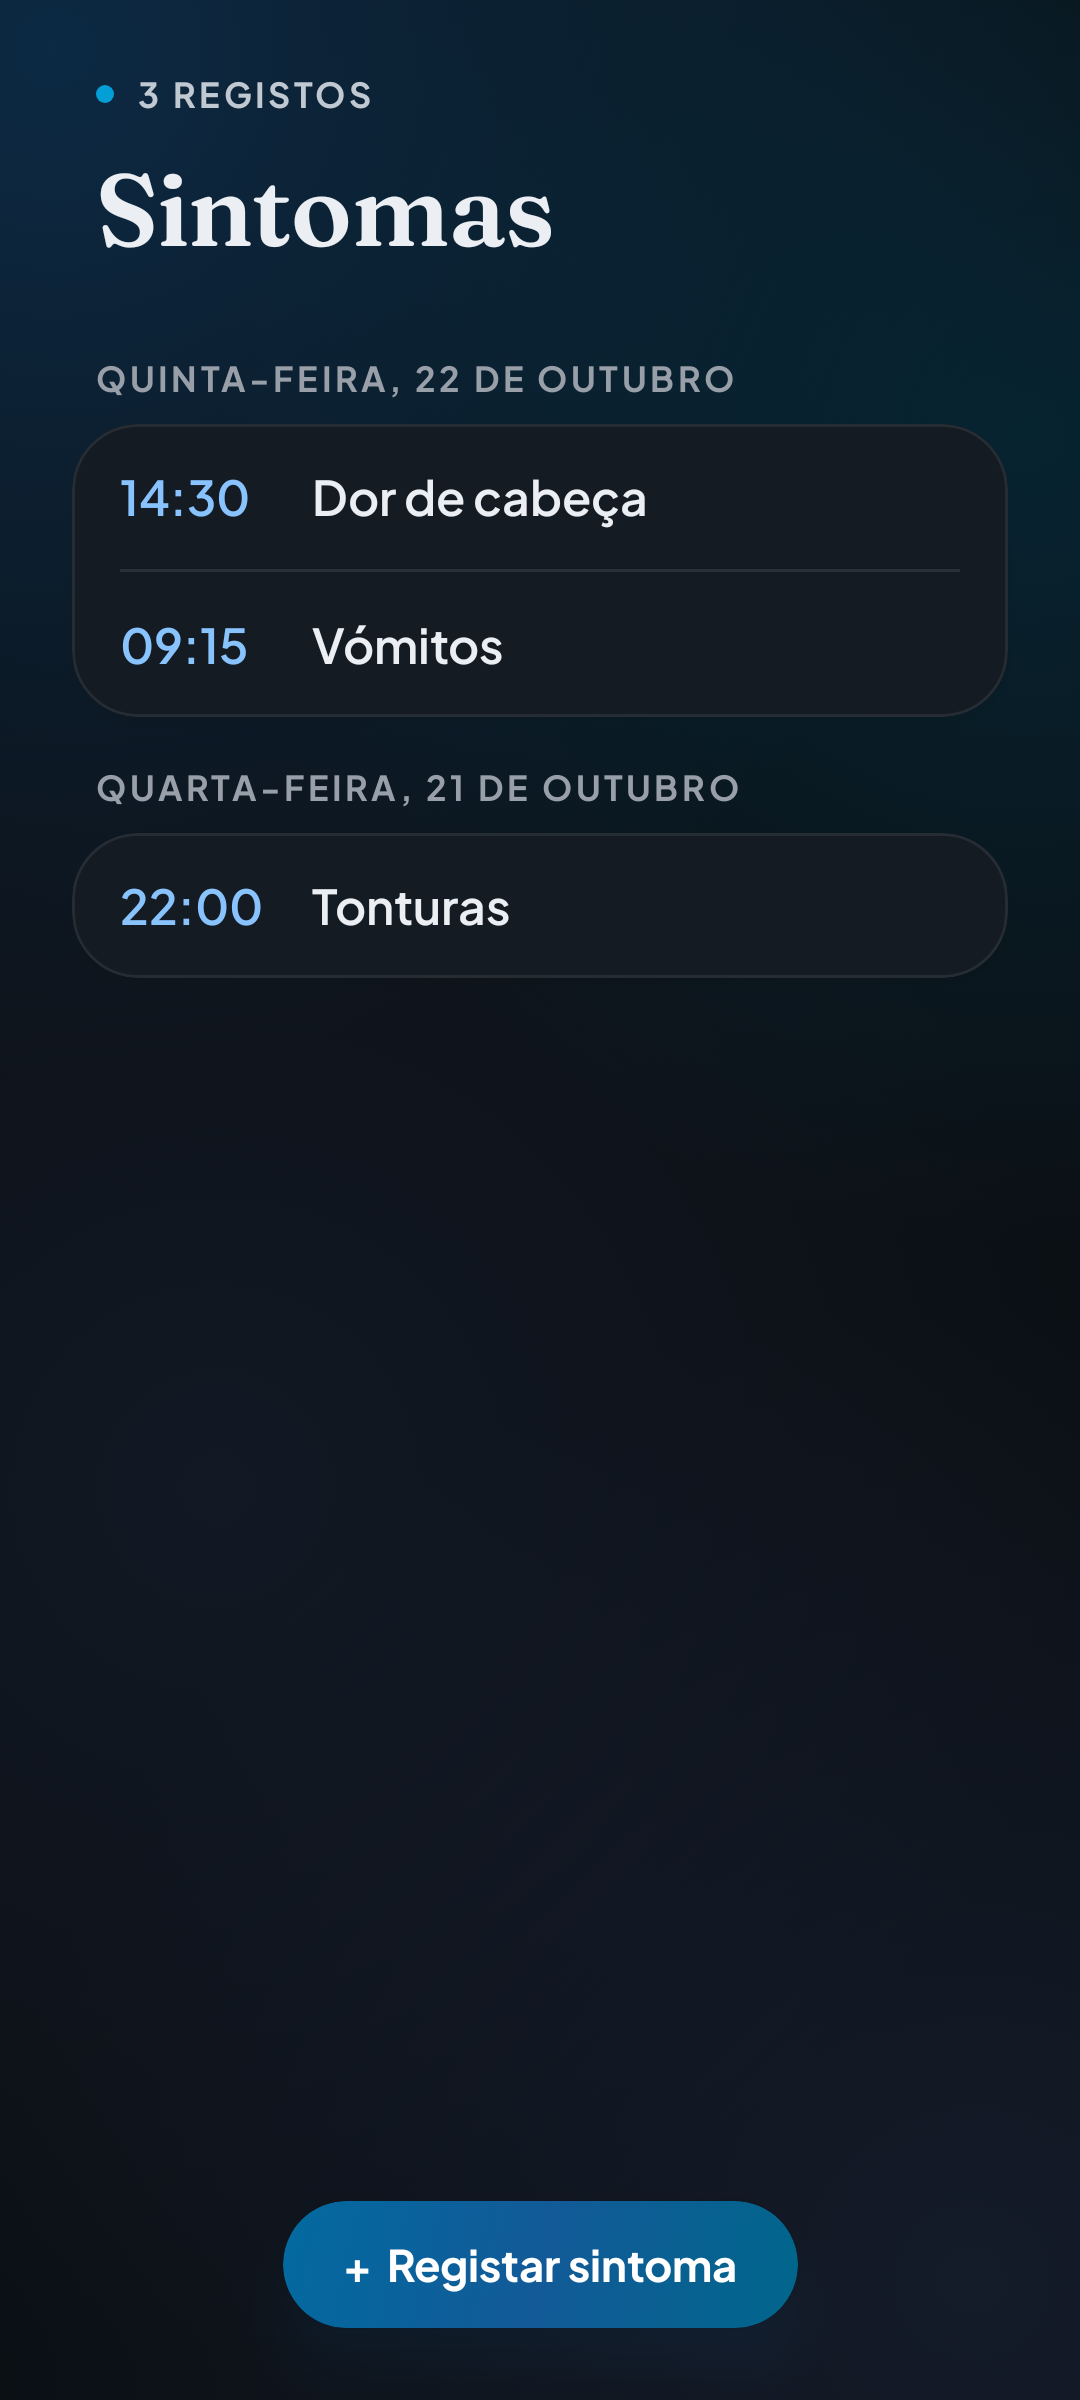 3 REGISTOS
Sintomas
QUINTA-FEIRA, 22 DE OUTUBRO
14:30 Dor de cabeça
09:15 Vómitos
QUARTA-FEIRA, 21 DE OUTUBRO
22:00 Tonturas
+ Registar sintoma